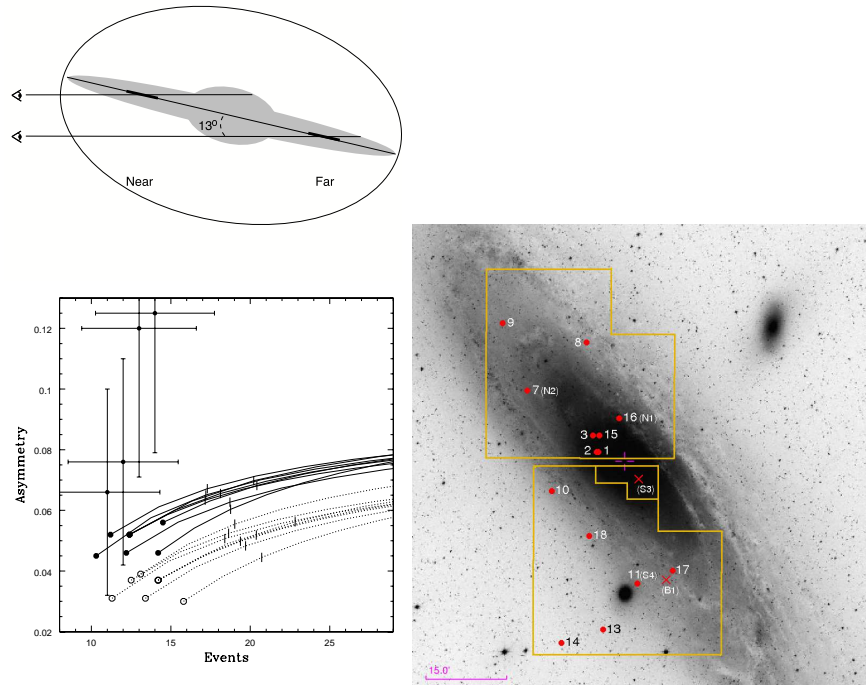 13º
Near
Far
0.12
0.1
0.08
0.06
0.04
0.02
Asymmetry
10
15
20
25
Events
9
8
7 (N2)
16 (N1)
3
15
2
1
(S3)
10
18
17
11 (S4)
(B1)
13
14
15.0'